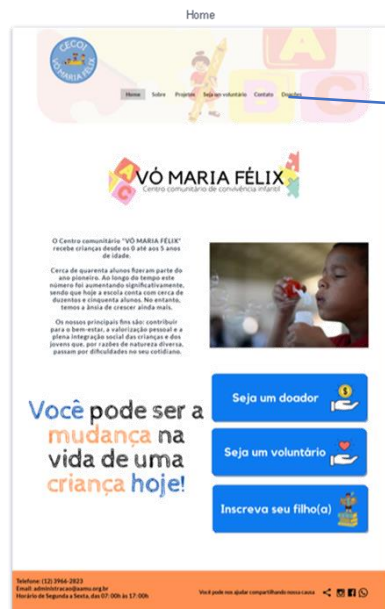 Home
CECOI
VÓ MARIA FÉLIX
Home Sobre Projetos Seja um voluntário Contato Doações
VÓ MARIA FÉLIX
Centro comunitário de convivência infantil
O Centro comunitário "VÓ MARIA FÉLIX"
recebe crianças desde os 0 até aos 5 anos
de idade.
Cerca de quarenta alunos fizeram parte do
ano pioneiro. Ao longo do tempo este
número foi aumentando significativamente,
sendo que hoje a escola conta com cerca de
duzentos e cinquenta alunos. No entanto,
temos a ânsia de crescer ainda mais.
Os nossos principais fins são: contribuir
para o bem-estar, a valorização pessoal e a
plena integração social das crianças e dos
jovens que, por razões de natureza diversa,
passam por dificuldades no seu cotidiano.
Você pode ser a
mudança na
vida de uma
criança hoje!
Seja um doador
Seja um voluntário
Inscreva seu filho(a)
Telefone: (12) 3966-2823
Email: administracao@aamu.org.br
Horário de Segunda a Sexta, das 07:00h às 17:00h
Você pode nos ajudar compartilhando nossa causa